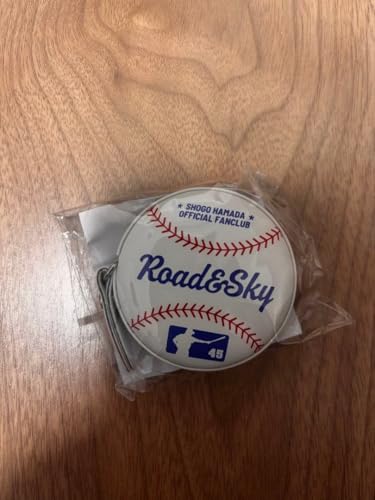 ★ SHOGO HAMADA ★
OFFICIAL FANCLUB
Road&Sky
45